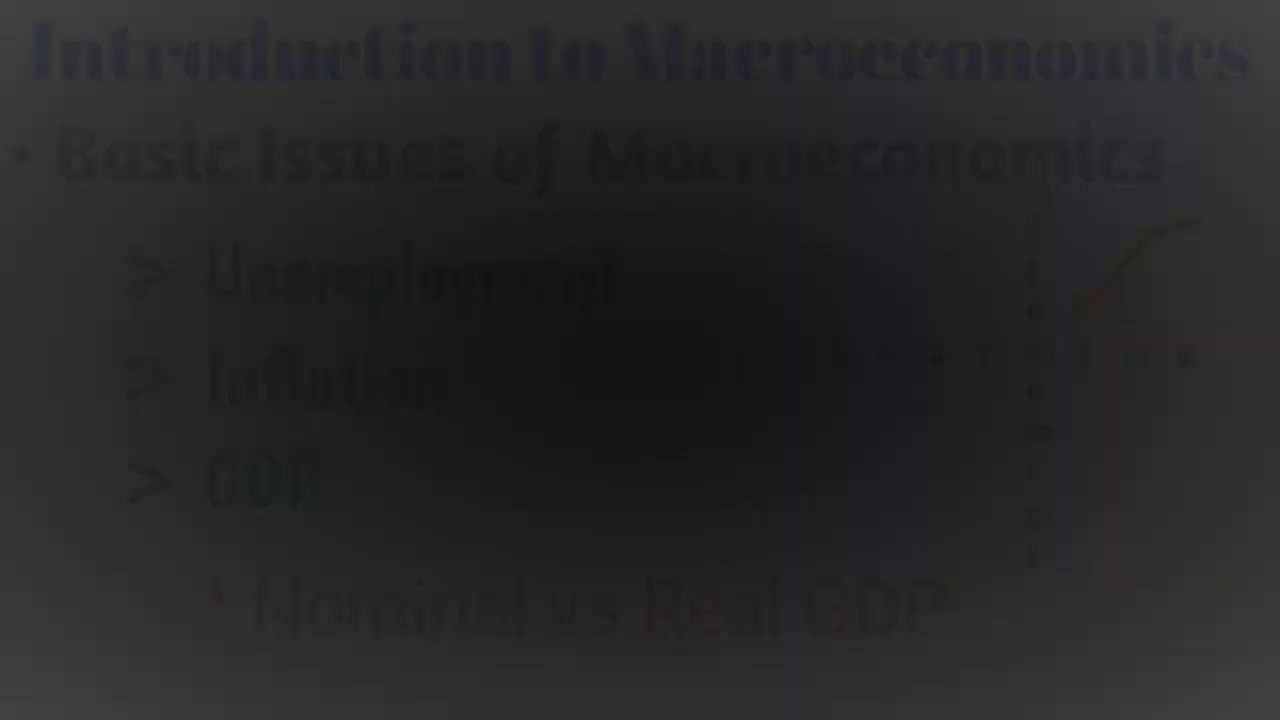 Introduction to Macroeconomics
• Basic Issues of Macroeconomics
> Unemployment
> Inflation
> GDP
* Nominal vs Real GDP